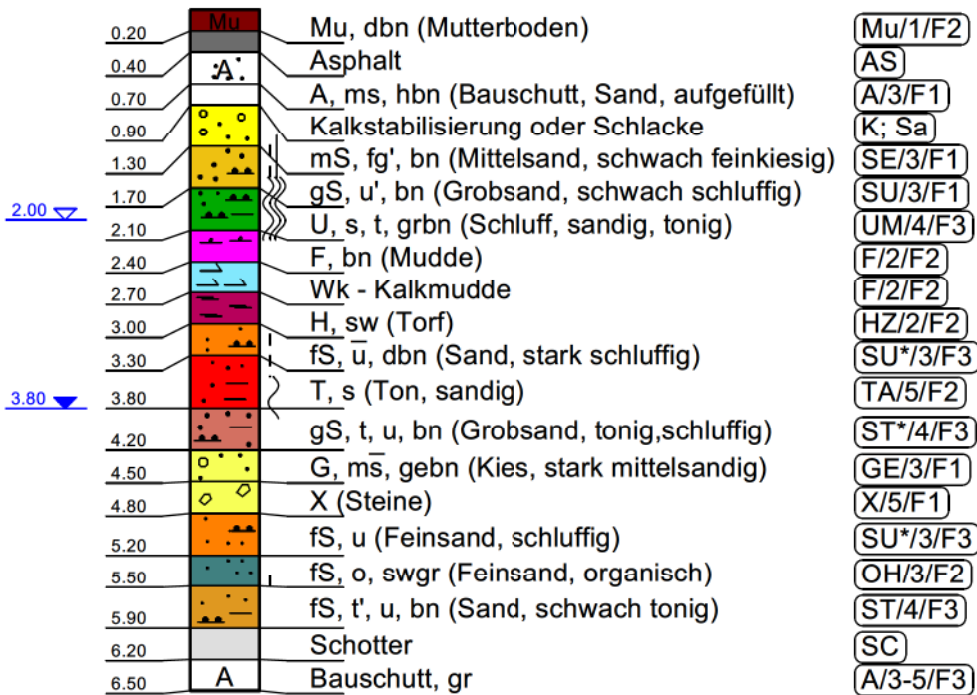 Mu
0.20 Mu, dbn (Mutterboden) Mu/1/F2
0.40 Asphalt AS
A
0.70 A, ms, hbn (Bauschutt, Sand, aufgefüllt) A/3/F1
0.90 Kalkstabilisierung oder Schlacke K; Sa
1.30 mS, fg', bn (Mittelsand, schwach feinkiesig) SE/3/F1
1.70 gS, u', bn (Grobsand, schwach schluffig) SU/3/F1
2.00
2.10 U, s, t, grbn (Schluff, sandig, tonig) UM/4/F3
2.40 F, bn (Mudde) F/2/F2
2.70 Wk - Kalkmudde F/2/F2
3.00 H, sw (Torf) HZ/2/F2
3.30 fS, u̅, dbn (Sand, stark schluffig) SU*/3/F3
3.80 3.80 T, s (Ton, sandig) TA/5/F2
4.20 gS, t, u, bn (Grobsand, tonig,schluffig) ST*/4/F3
4.50 G, ms̅, gebn (Kies, stark mittelsandig) GE/3/F1
4.80 X (Steine) X/5/F1
5.20 fS, u (Feinsand, schluffig) SU*/3/F3
5.50 fS, o, swgr (Feinsand, organisch) OH/3/F2
5.90 fS, t', u, bn (Sand, schwach tonig) ST/4/F3
6.20 Schotter SC
A
6.50 Bauschutt, gr A/3-5/F3